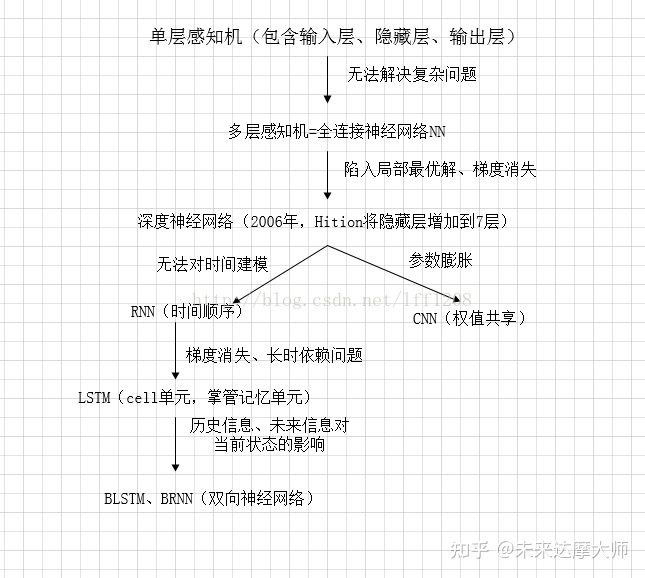 单层感知机（包含输入层、隐藏层、输出层）
无法解决复杂问题
多层感知机=全连接神经网络NN
陷入局部最优解、梯度消失
深度神经网络（2006年，Hition将隐藏层增加到7层）
无法对时间建模
参数膨胀
http://blog.csdn.net/lff1208
RNN（时间顺序）
CNN（权值共享）
梯度消失、长时依赖问题
LSTM（cell单元，掌管记忆单元）
历史信息、未来信息对
当前状态的影响
BLSTM、BRNN（双向神经网络）
知乎 @未来达摩大师